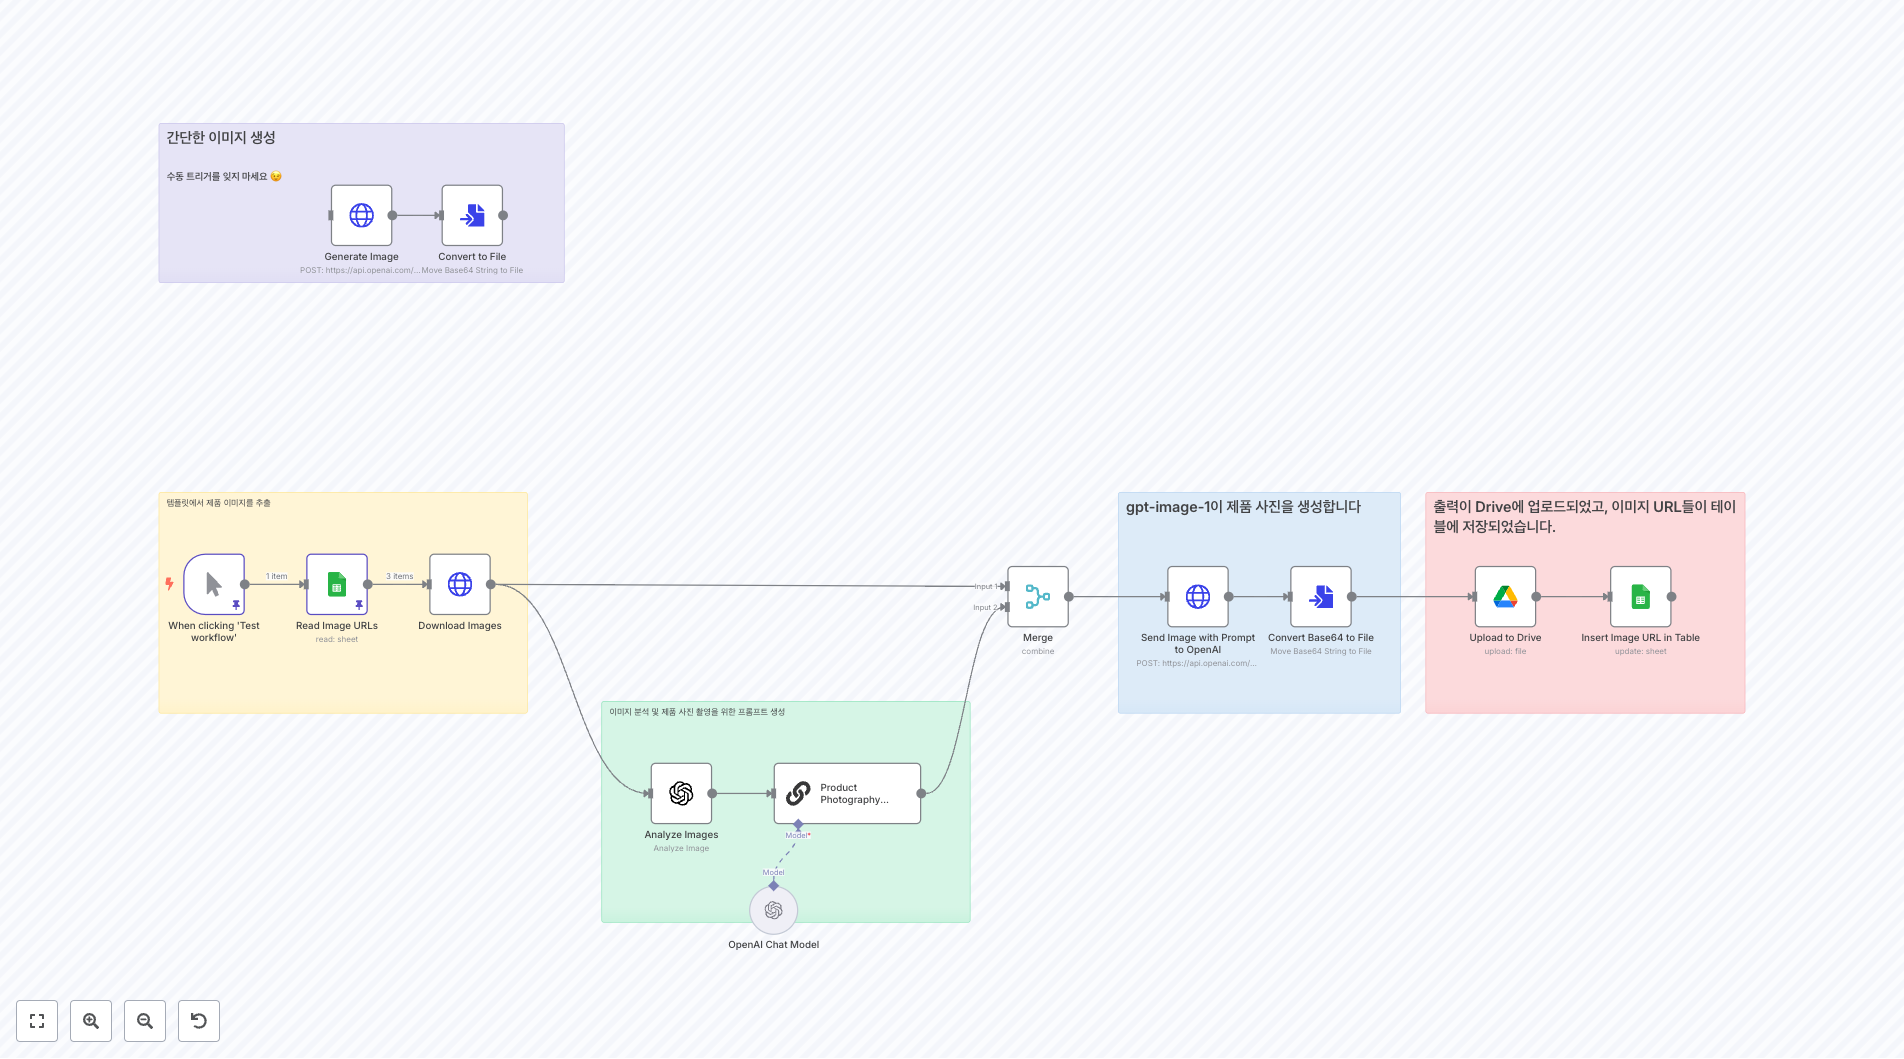 간단한 이미지 생성
수동 트리거를 잊지 마세요 😉
Generate Image
POST: https://api.openai.com/...
Convert to File
Move Base64 String to File
템플릿에서 제품 이미지를 추출
1 item
3 items
When clicking 'Test
workflow'
Read Image URLs
read: sheet
Download Images
Input 1
Input 2
Merge
combine
gpt-image-1이 제품 사진을 생성합니다
Send Image with Prompt
to OpenAI
POST: https://api.openai.com/...
Convert Base64 to File
Move Base64 String to File
출력이 Drive에 업로드되었고, 이미지 URL들이 테이
블에 저장되었습니다.
Upload to Drive
upload: file
Insert Image URL in Table
update: sheet
이미지 분석 및 제품 사진 촬영을 위한 프롬프트 생성
Analyze Images
Analyze Image
Product
Photography...
Model*
Model
OpenAI Chat Model